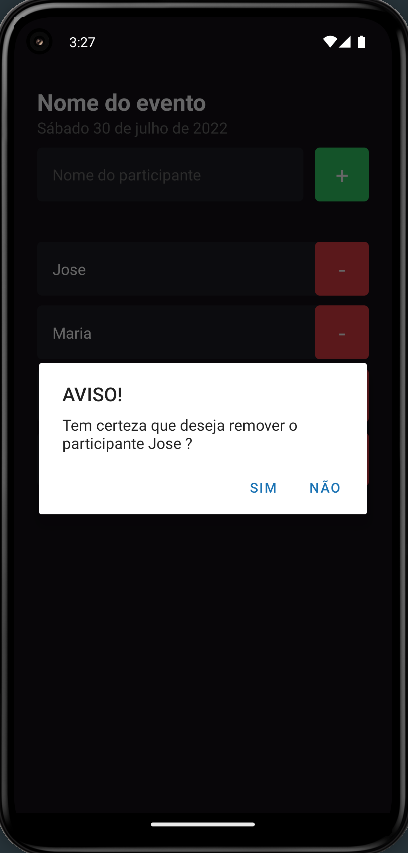 3:27
Nome do evento
Sábado 30 de julho de 2022
Nome do participante
+
Jose
-
Maria
-
AVISO!
Tem certeza que deseja remover o
participante Jose ?
SIM NÃO